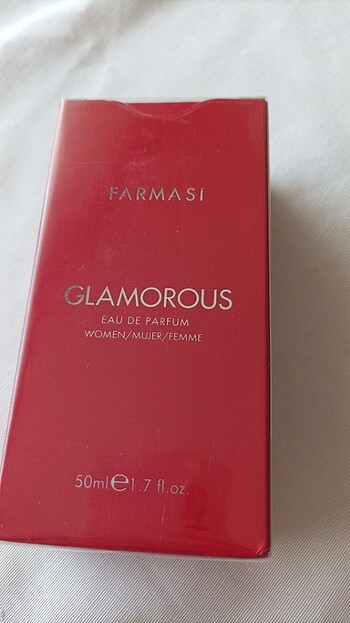 FARMASI
GLAMOROUS
EAU DE PARFUM
WOMEN/MUJER/FEMME
50ml℮1.7 fl.oz.